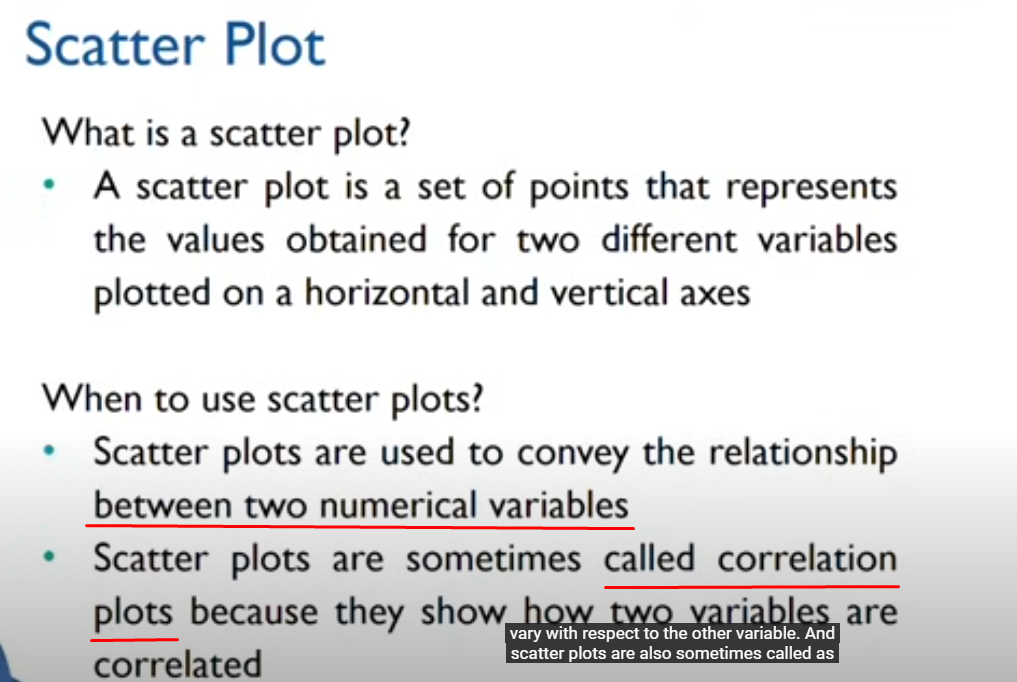 Scatter Plot
What is a scatter plot?
• A scatter plot is a set of points that represents
the values obtained for two different variables
plotted on a horizontal and vertical axes
When to use scatter plots?
• Scatter plots are used to convey the relationship
between two numerical variables
• Scatter plots are sometimes called correlation
plots because they show how two variables are
correlated
vary with respect to the other variable. And
scatter plots are also sometimes called as